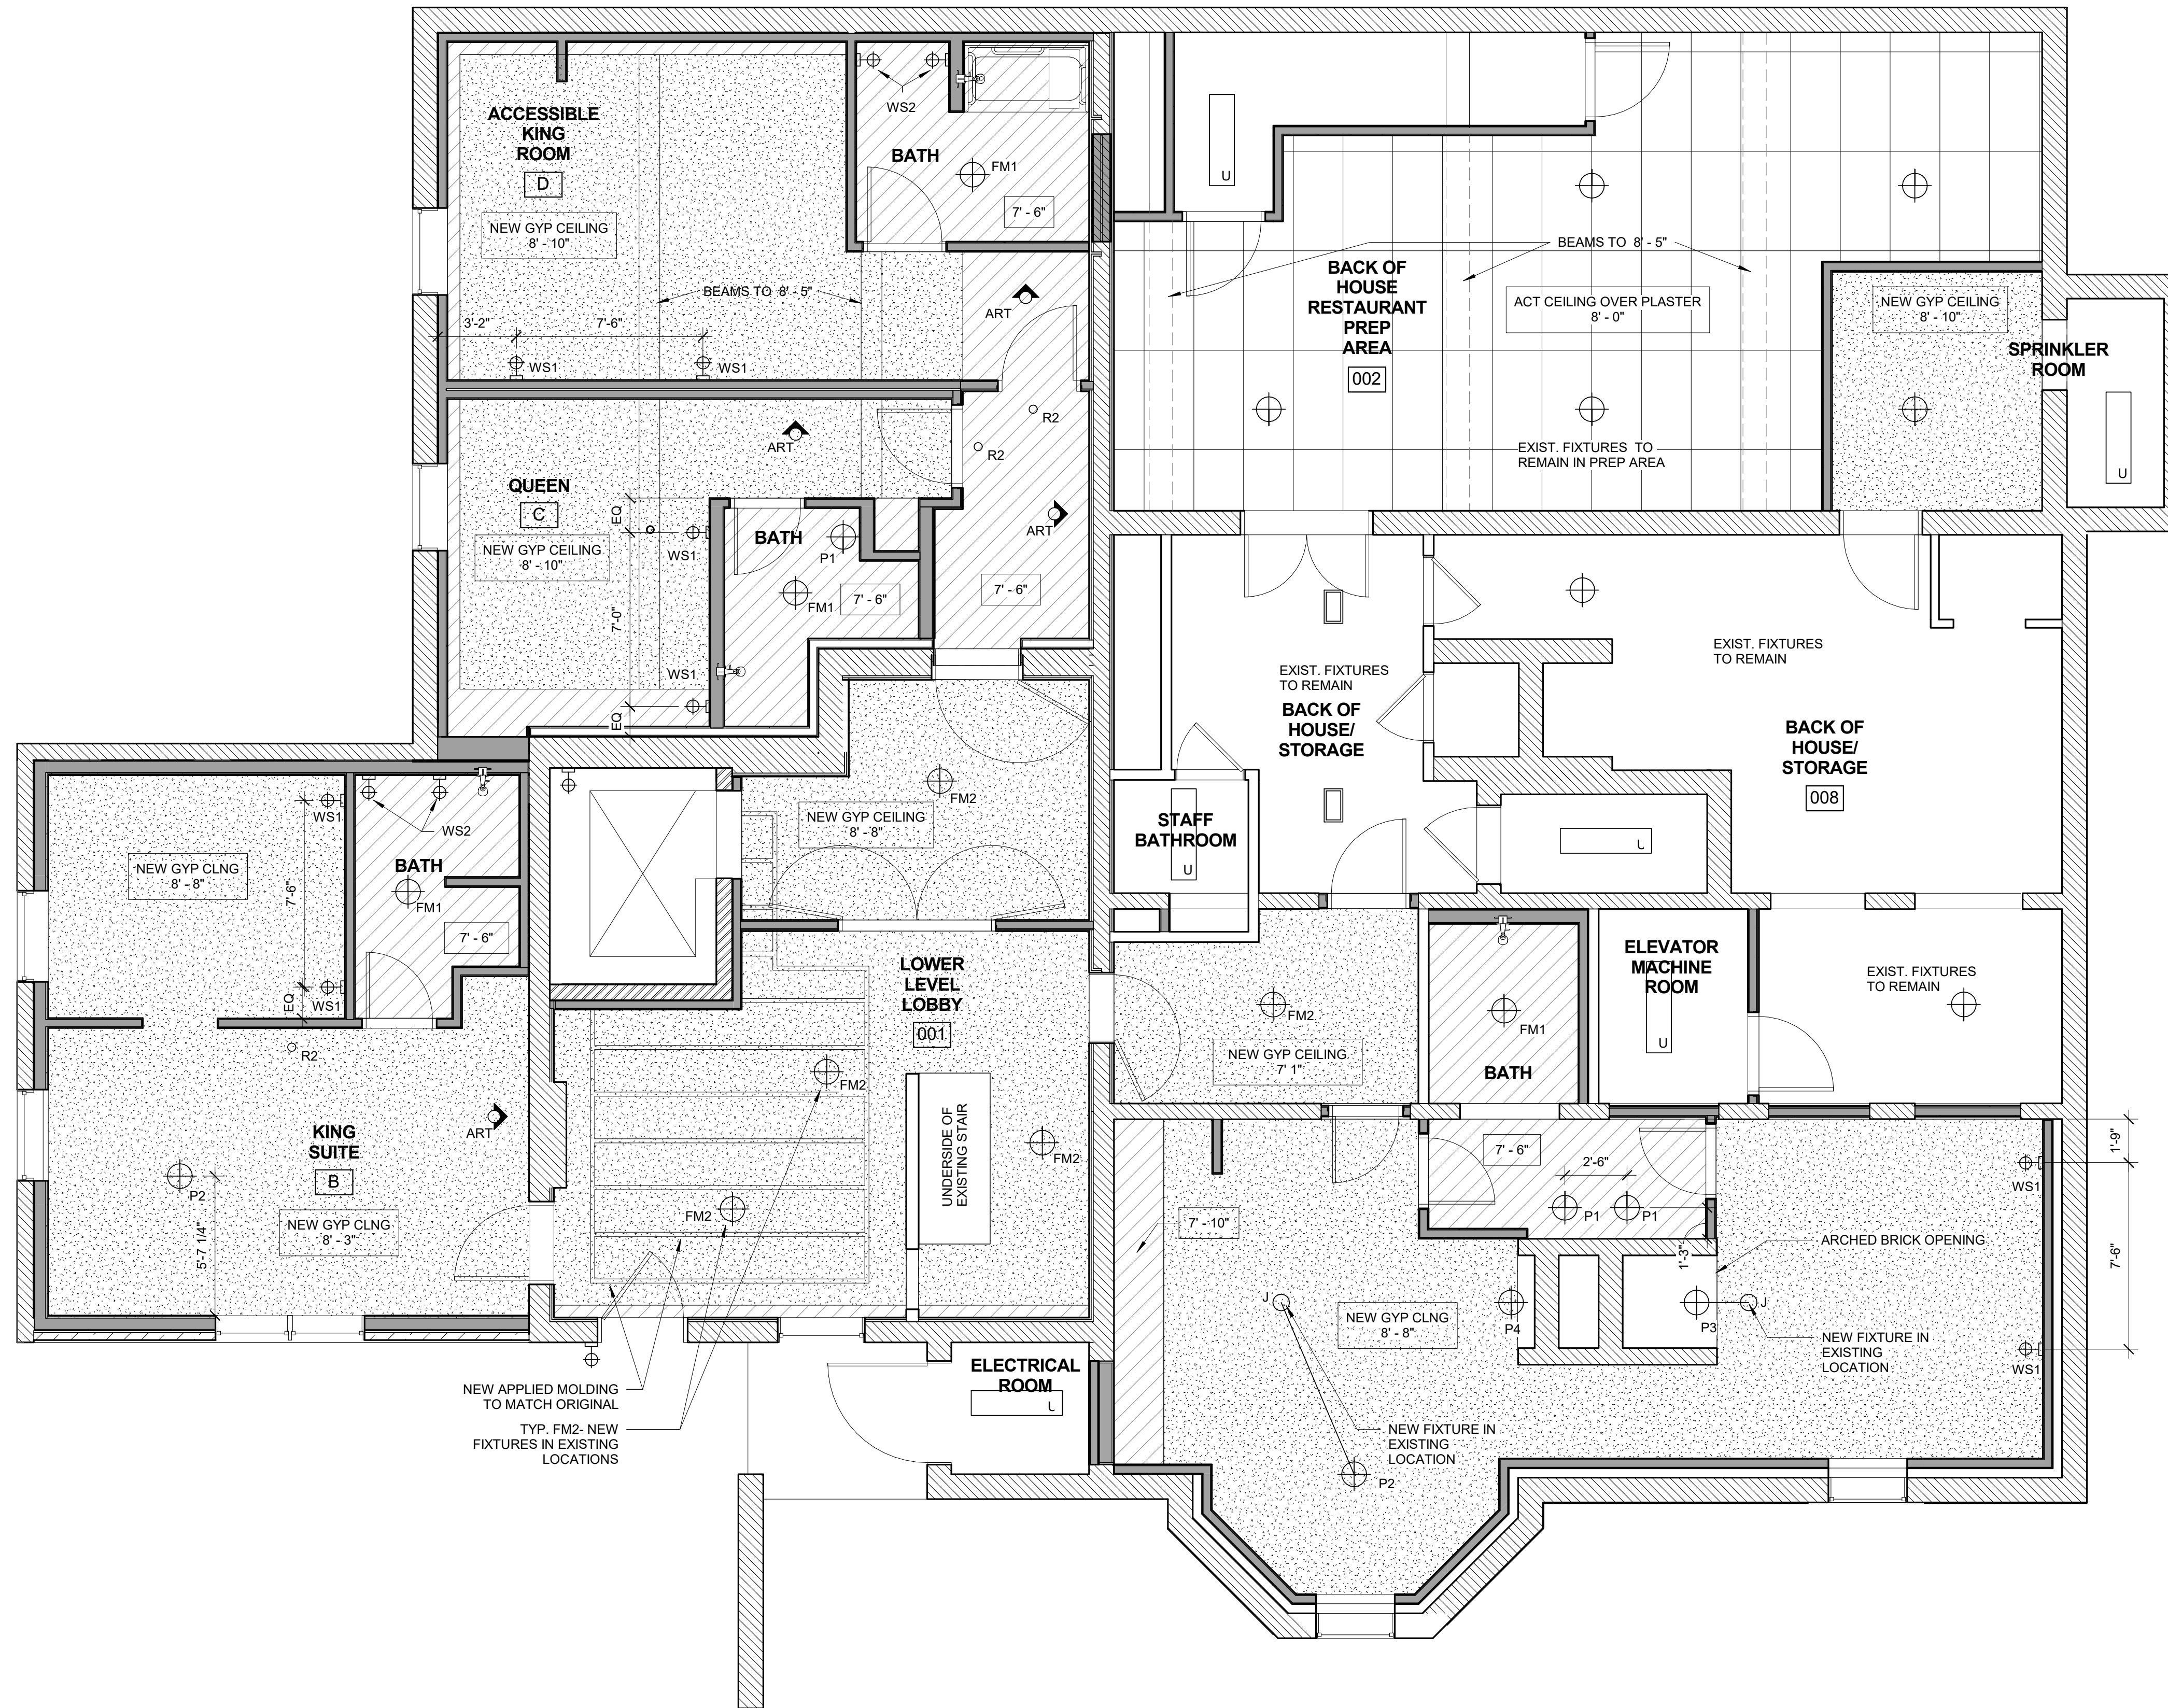 ACCESSIBLE
KING
ROOM
D
NEW GYP CEILING
8' - 10"
WS2
BATH
FM1
7' - 6"
BEAMS TO 8' - 5"
3'-2"
7'-6"
WS1
WS1
ART
R2
R2
ART
ART
QUEEN
C
NEW GYP CEILING
8' - 10"
EQ
WS1
7'-0"
WS1
EQ
BATH
P1
FM1
7' - 6"
7' - 6"
U
BEAMS TO 8' - 5"
BACK OF
HOUSE
RESTAURANT
PREP
AREA
002
ACT CEILING OVER PLASTER
8' - 0"
EXIST. FIXTURES TO
REMAIN IN PREP AREA
NEW GYP CEILING
8' - 10"
SPRINKLER
ROOM
U
EXIST. FIXTURES
TO REMAIN
BACK OF
HOUSE/
STORAGE
EXIST. FIXTURES
TO REMAIN
BACK OF
HOUSE/
STORAGE
008
STAFF
BATHROOM
U
U
NEW GYP CLNG
8' - 8"
WS1
7'-6"
WS1
EQ
WS2
BATH
FM1
7' - 6"
R2
ART
KING
SUITE
B
P2
5'-7 1/4"
NEW GYP CLNG
8' - 3"
FM2
NEW GYP CEILING
8' - 8"
LOWER
LEVEL
LOBBY
001
FM2
FM2
FM2
UNDERSIDE OF
EXISTING STAIR
NEW APPLIED MOLDING
TO MATCH ORIGINAL
TYP. FM2- NEW
FIXTURES IN EXISTING
LOCATIONS
ELECTRICAL
ROOM
U
FM2
NEW GYP CEILING
7' 1"
FM1
BATH
ELEVATOR
MACHINE
ROOM
U
EXIST. FIXTURES
TO REMAIN
7' - 6"
2'-6"
P1
P1
1'-3"
7' - 10"
J
NEW GYP CLNG
8' - 8"
P4
P3
J
ARCHED BRICK OPENING
NEW FIXTURE IN
EXISTING
LOCATION
NEW FIXTURE IN
EXISTING
LOCATION
P2
WS1
WS1
1'-9"
7'-6"